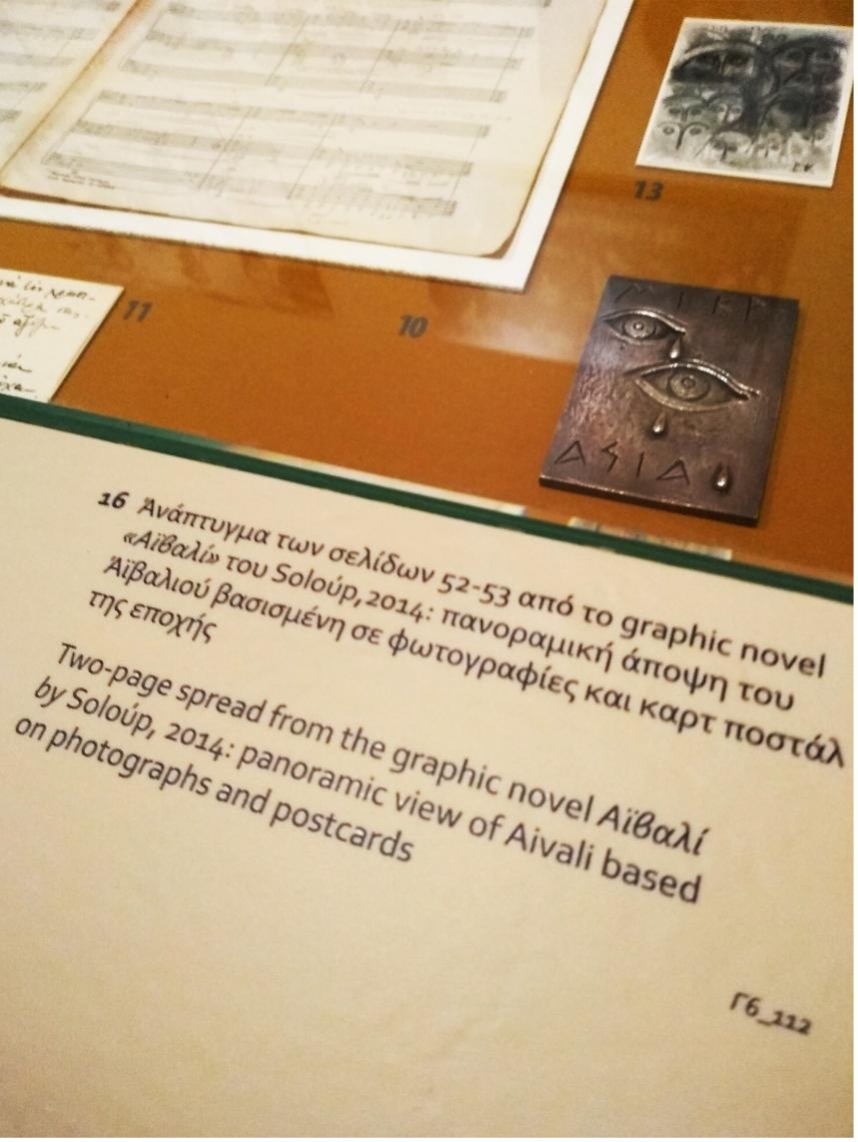 13
11
10
ΑΣΙΑ
16 Ἀνάπτυγμα των σελίδων 52-53 από το graphic novel
«Αϊβαλί» του Soloúp, 2014: πανοραμική άποψη του
Ἀϊβαλιού βασισμένη σε φωτογραφίες και καρτ ποστάλ
της εποχής
Two-page spread from the graphic novel Αϊβαλί
by Soloúp, 2014: panoramic view of Aivali based
on photographs and postcards
Γ6_112